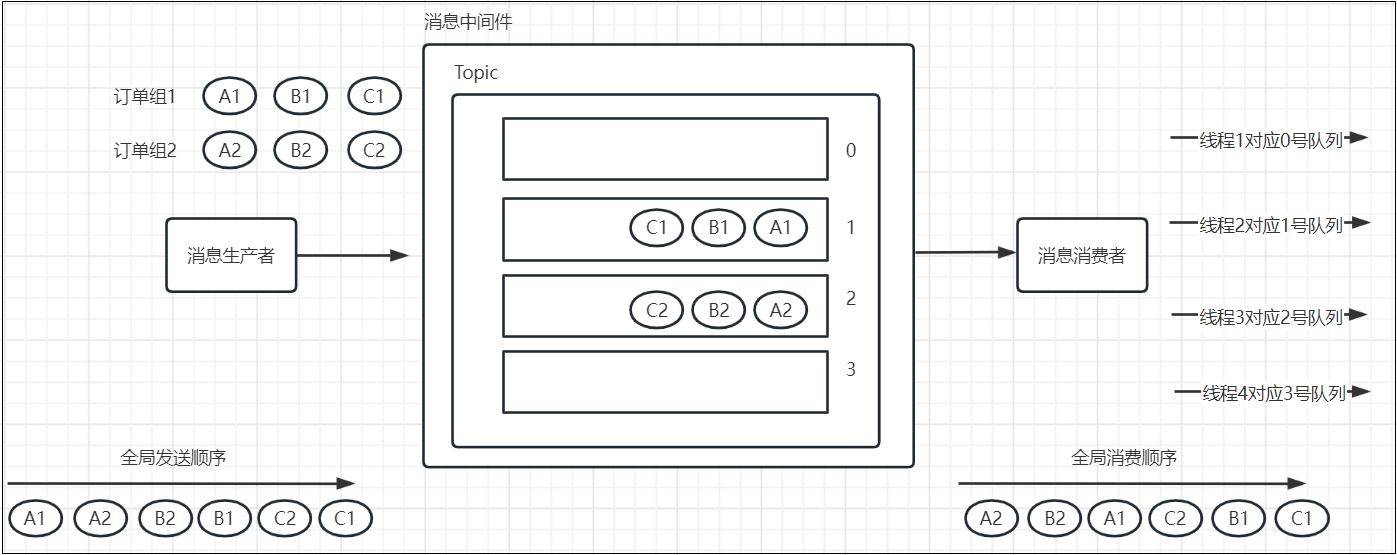 消息中间件
Topic
订单组1 A1 B1 C1
订单组2 A2 B2 C2
消息生产者
0
C1 B1 A1 1
C2 B2 A2 2
3
消息消费者
线程1对应0号队列
线程2对应1号队列
线程3对应2号队列
线程4对应3号队列
全局发送顺序
A1 A2 B2 B1 C2 C1
全局消费顺序
A2 B2 A1 C2 B1 C1